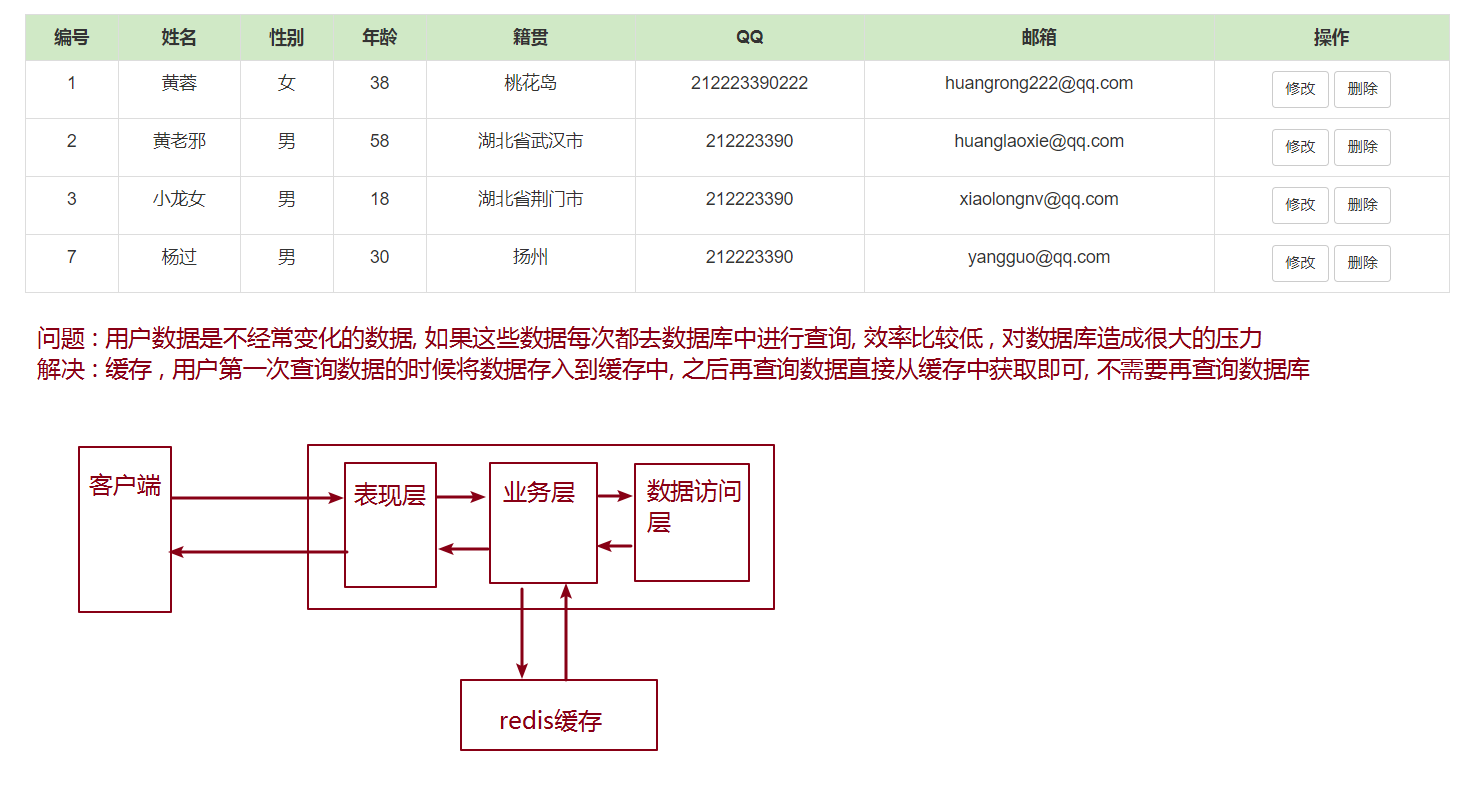 编号 姓名 性别 年龄 籍贯 QQ 邮箱 操作
1 黄蓉 女 38 桃花岛 212223390222 huangrong222@qq.com 修改 删除
2 黄老邪 男 58 湖北省武汉市 212223390 huanglaoxie@qq.com 修改 删除
3 小龙女 男 18 湖北省荆门市 212223390 xiaolongnv@qq.com 修改 删除
7 杨过 男 30 扬州 212223390 yangguo@qq.com 修改 删除
问题 : 用户数据是不经常变化的数据, 如果这些数据每次都去数据库中进行查询, 效率比较低 , 对数据库造成很大的压力
解决 : 缓存 , 用户第一次查询数据的时候将数据存入到缓存中, 之后再查询数据直接从缓存中获取即可, 不需要再查询数据库
客户端
表现层
业务层
数据访问
层
redis缓存